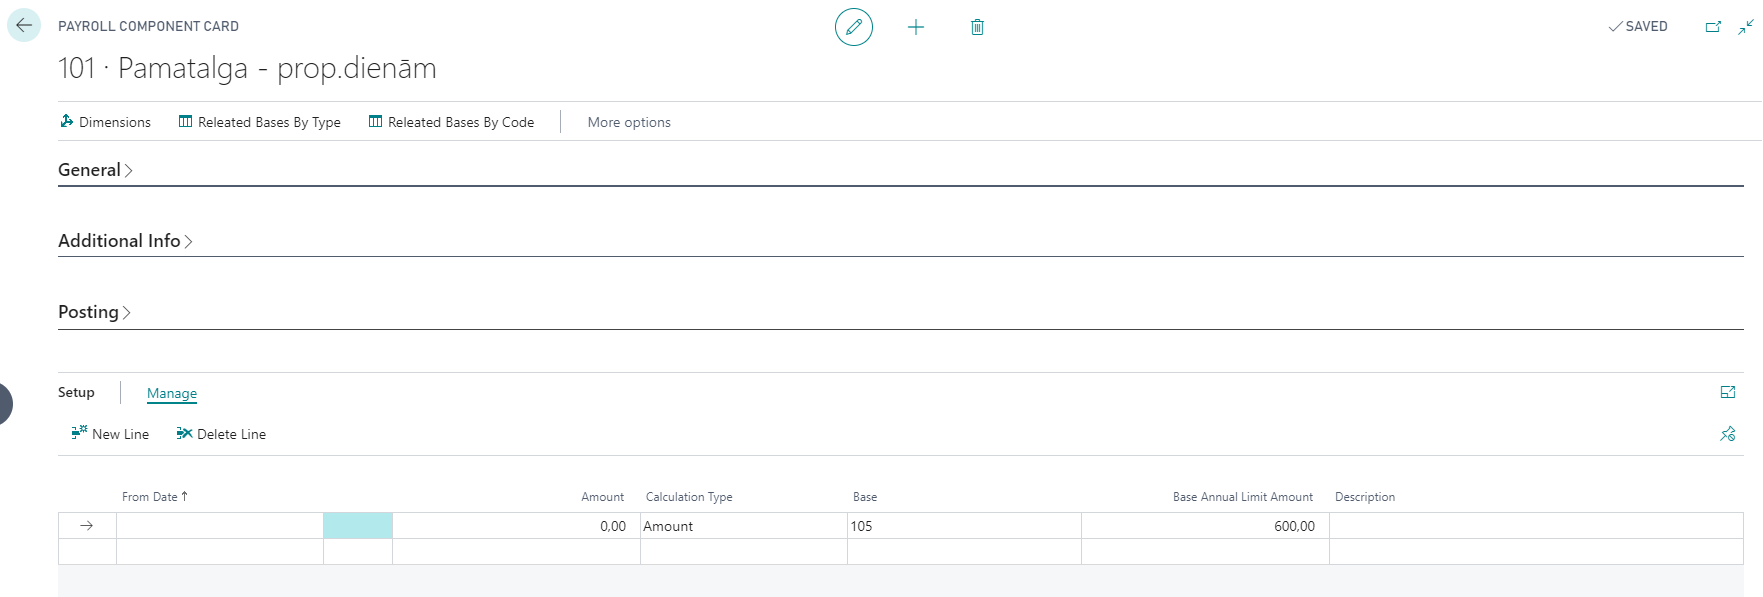 PAYROLL COMPONENT CARD
SAVED
101 · Pamatalga - prop.dienām
Dimensions Releated Bases By Type Releated Bases By Code More options
General
Additional Info
Posting
Setup Manage
New Line Delete Line
From Date ↑ Amount Calculation Type Base Base Annual Limit Amount Description
0,00 Amount 105 600,00